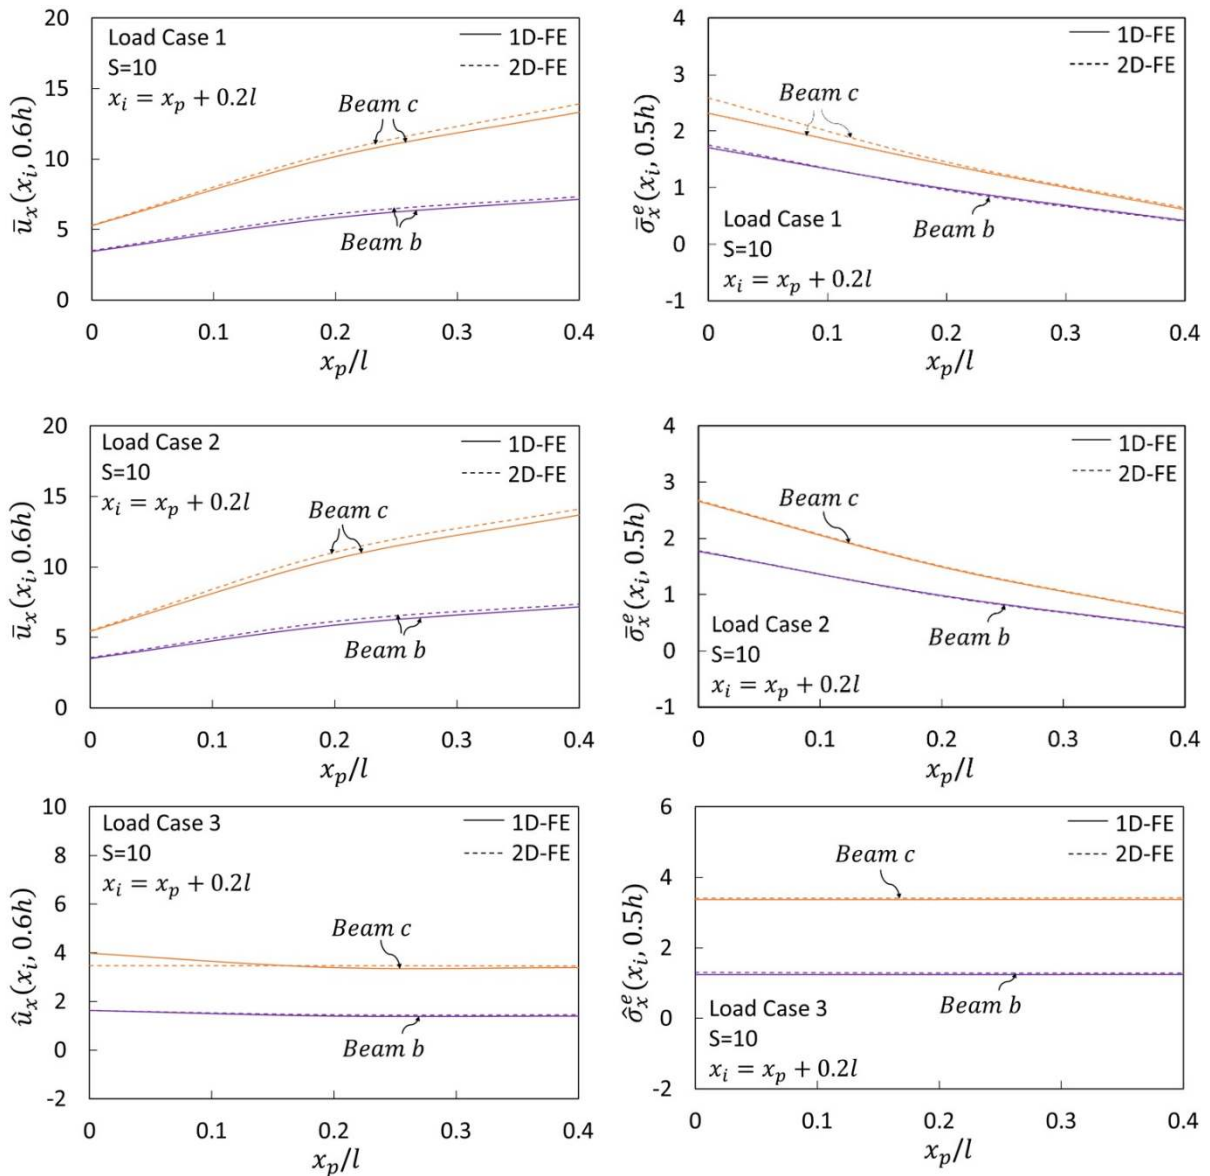 20
15
10
5
0
Load Case 1
S=10
x_i = x_p + 0.2l
1D-FE
2D-FE
Beam c
Beam b
ū_x(x_i, 0.6h)
0 0.1 0.2 0.3 0.4
x_p/l
4
3
2
1
0
-1
1D-FE
2D-FE
Beam c
Beam b
Load Case 1
S=10
x_i = x_p + 0.2l
σ̄_x^e(x_i, 0.5h)
0 0.1 0.2 0.3 0.4
x_p/l
20
15
10
5
0
Load Case 2
S=10
x_i = x_p + 0.2l
1D-FE
2D-FE
Beam c
Beam b
ū_x(x_i, 0.6h)
0 0.1 0.2 0.3 0.4
x_p/l
4
3
2
1
0
-1
1D-FE
2D-FE
Beam c
Beam b
Load Case 2
S=10
x_i = x_p + 0.2l
σ̄_x^e(x_i, 0.5h)
0 0.1 0.2 0.3 0.4
x_p/l
10
8
6
4
2
0
-2
Load Case 3
S=10
x_i = x_p + 0.2l
1D-FE
2D-FE
Beam c
Beam b
û_x(x_i, 0.6h)
0 0.1 0.2 0.3 0.4
x_p/l
6
4
2
0
-2
1D-FE
2D-FE
Beam c
Beam b
Load Case 3
S=10
x_i = x_p + 0.2l
σ̂_x^e(x_i, 0.5h)
0 0.1 0.2 0.3 0.4
x_p/l